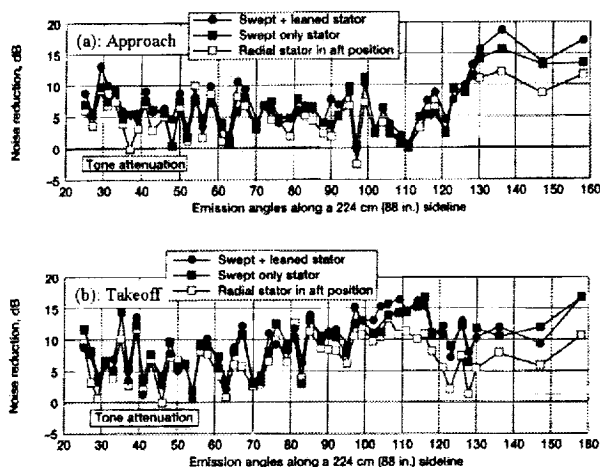 (a): Approach
Swept + leaned stator
Swept only stator
Radial stator in aft position
Noise reduction, dB
20
15
10
5
0
−5
Tone attenuation
20 30 40 50 60 70 80 90 100 110 120 130 140 150 160
Emission angles along a 224 cm (88 in.) sideline
(b): Takeoff
Swept + leaned stator
Swept only stator
Radial stator in aft position
Noise reduction, dB
20
15
10
5
0
−5
Tone attenuation
20 30 40 50 60 70 80 90 100 110 120 130 140 150 160
Emission angles along a 224 cm (88 in.) sideline